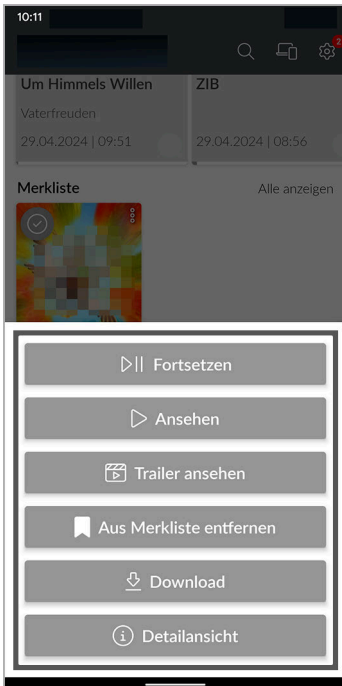 10:11
2
Um Himmels Willen
ZIB
Vaterfreuden
29.04.2024 | 09:51
29.04.2024 | 08:56
Merkliste
Alle anzeigen
Fortsetzen
Ansehen
Trailer ansehen
Aus Merkliste entfernen
Download
Detailansicht